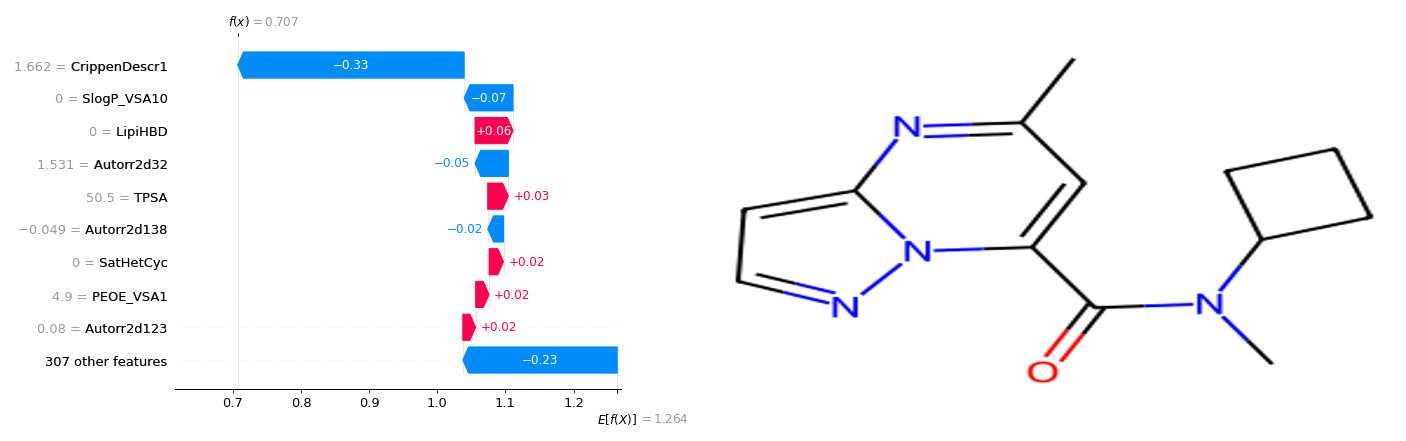 f(x) = 0.707
1.662 = CrippenDescr1
−0.33
0 = SlogP_VSA10
−0.07
0 = LipiHBD
+0.06
1.531 = Autorr2d32
−0.05
50.5 = TPSA
+0.03
−0.049 = Autorr2d138
−0.02
0 = SatHetCyc
+0.02
4.9 = PEOE_VSA1
+0.02
0.08 = Autorr2d123
+0.02
307 other features
−0.23
0.7 0.8 0.9 1.0 1.1 1.2
E[f(X)] = 1.264
N
N
N
N
O